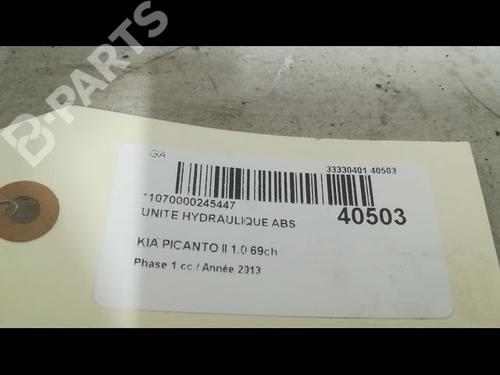 B-PARTS
GA
33330401 40503
11070000245447
UNITE HYDRAULIQUE ABS
40503
KIA PICANTO II 1.0 69ch
Phase 1 cc / Année 2013